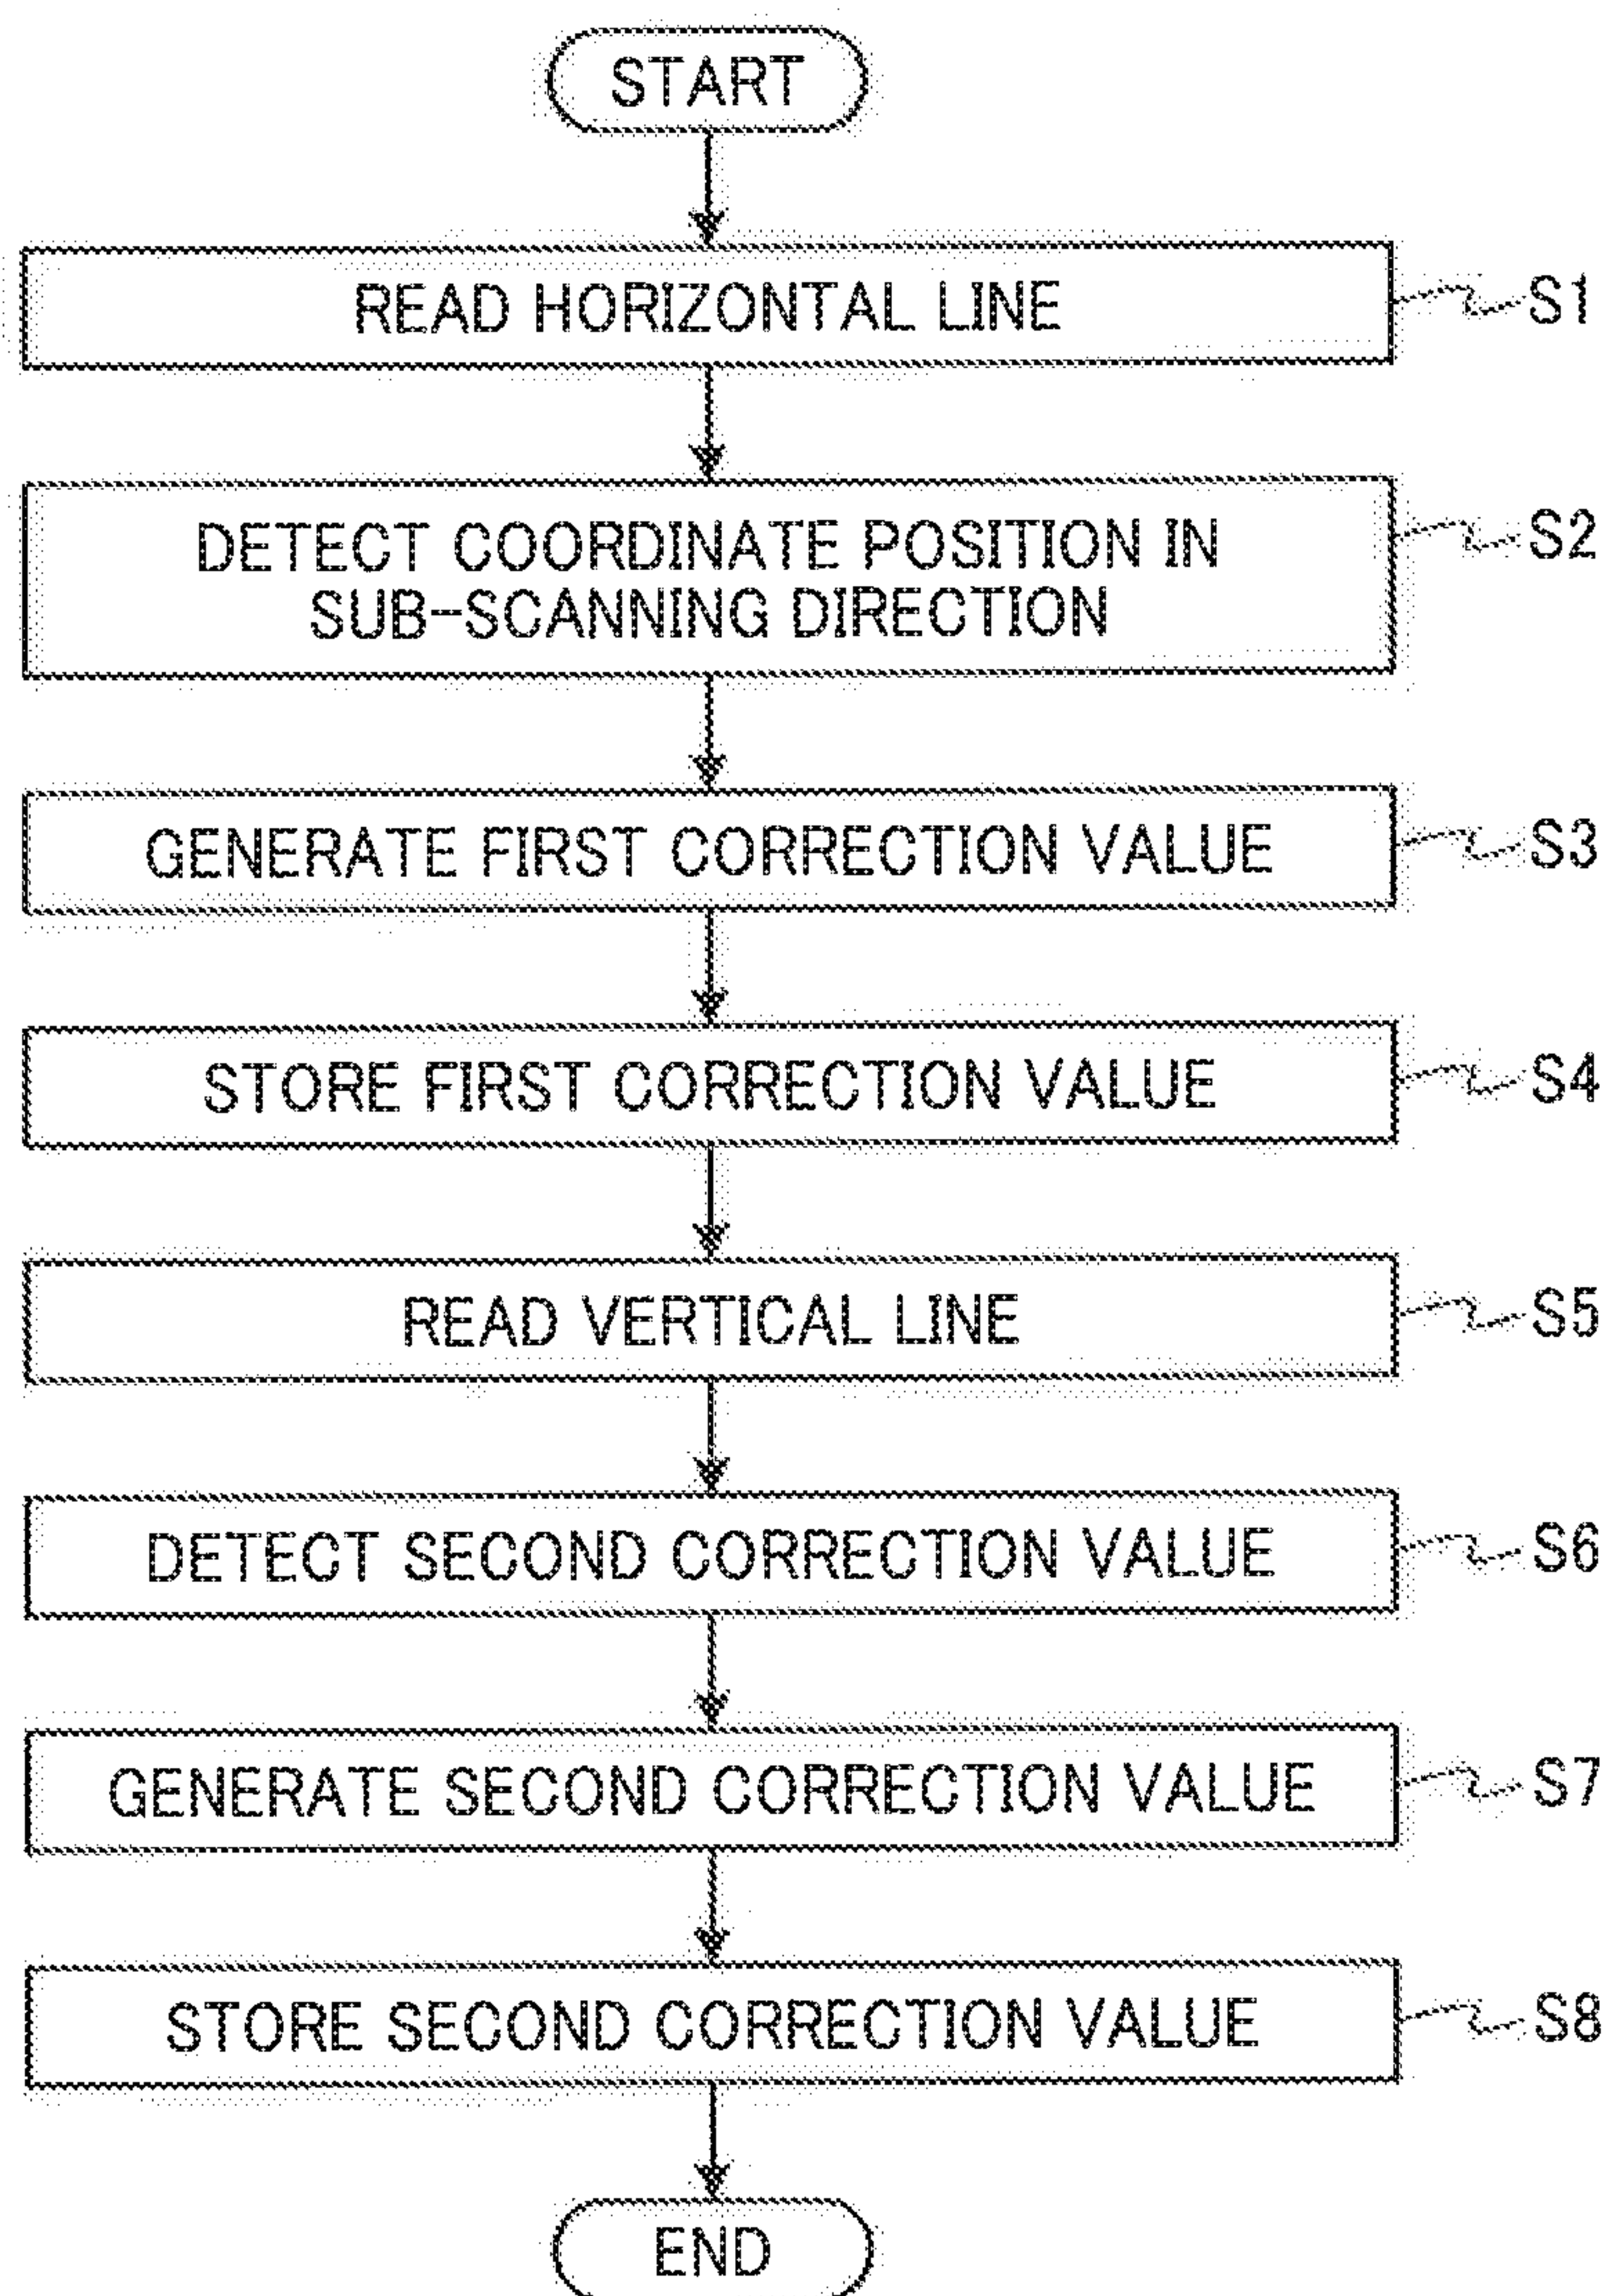 START
READ HORIZONTAL LINE
S1
DETECT COORDINATE POSITION IN
SUB-SCANNING DIRECTION
S2
GENERATE FIRST CORRECTION VALUE
S3
STORE FIRST CORRECTION VALUE
S4
READ VERTICAL LINE
S5
DETECT SECOND CORRECTION VALUE
S6
GENERATE SECOND CORRECTION VALUE
S7
STORE SECOND CORRECTION VALUE
S8
END